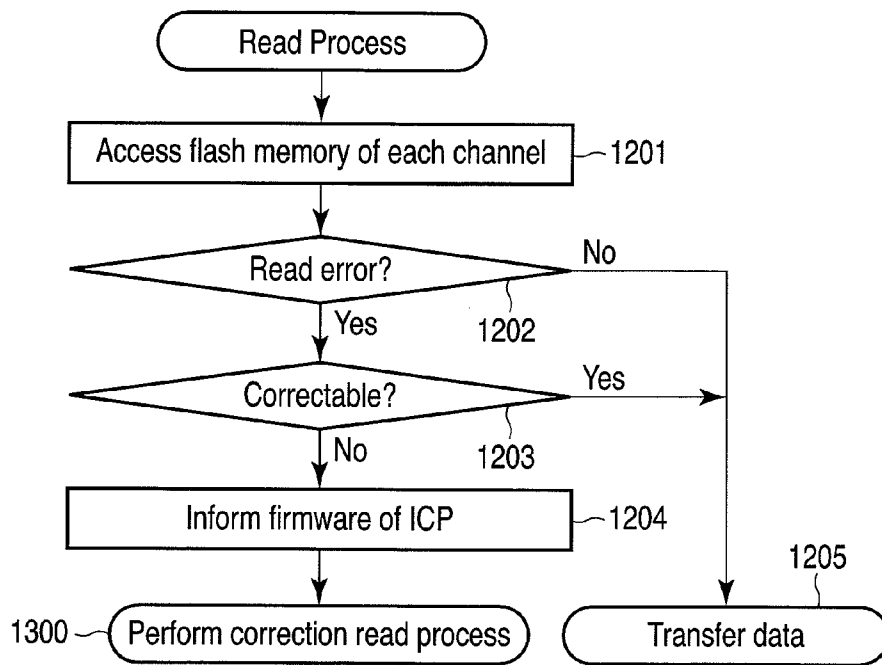 Read Process
Access flash memory of each channel
1201
Read error?
No
1202
Yes
Correctable?
Yes
1203
No
Inform firmware of ICP
1204
1205
1300
Perform correction read process
Transfer data